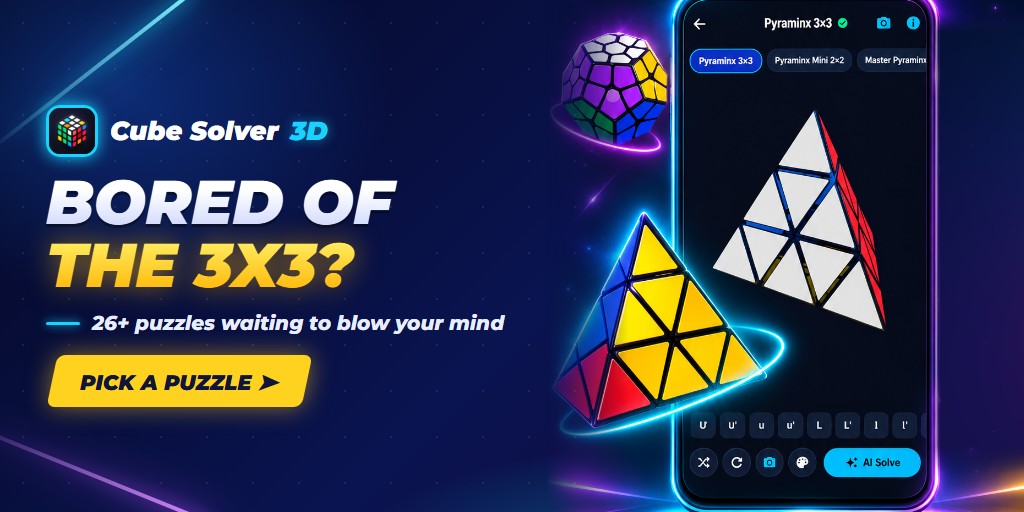 Cube Solver 3D
BORED OF
THE 3X3?
26+ puzzles waiting to blow your mind
PICK A PUZZLE ➤
Pyraminx 3×3
Pyraminx 3×3
Pyraminx Mini 2×2
Master Pyraminx
U U' u u' L L' l l'
AI Solve